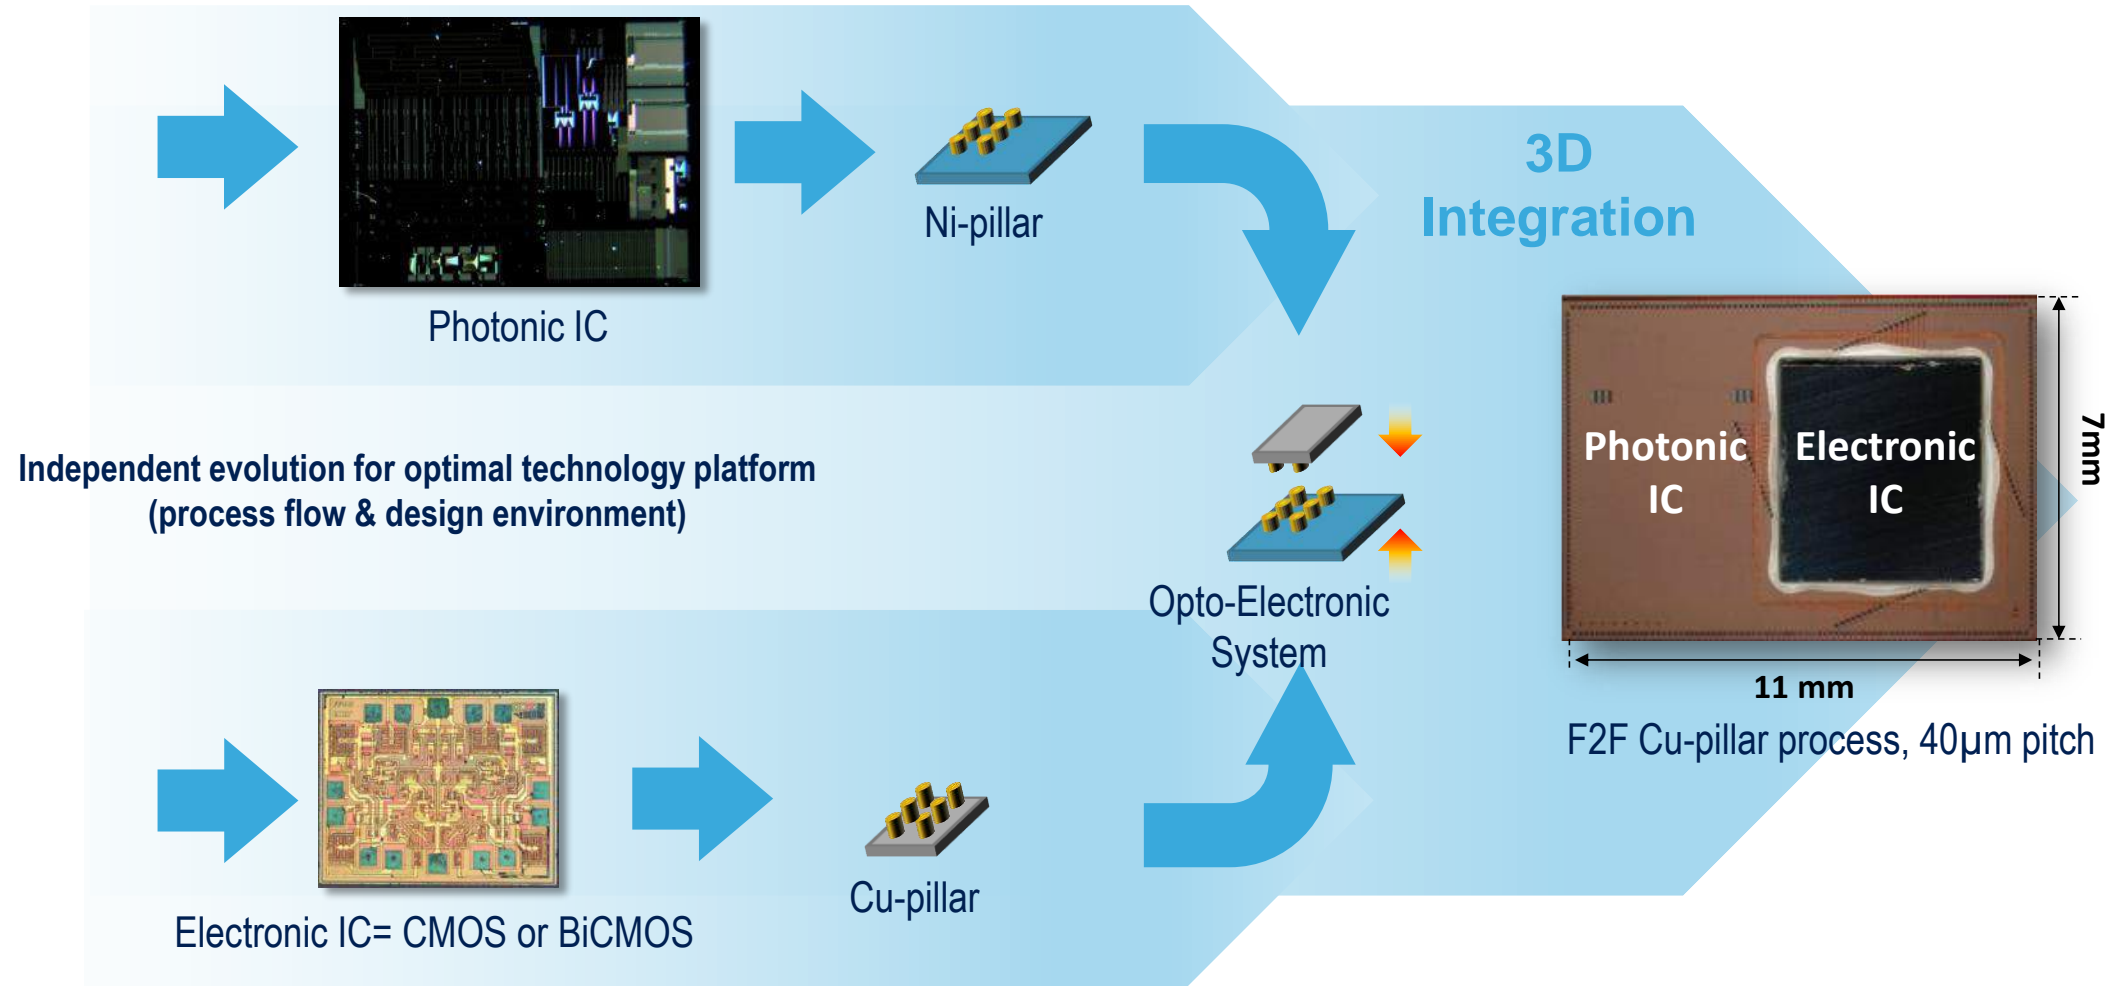 3D
Integration
Ni-pillar
Photonic IC
Independent evolution for optimal technology platform
(process flow & design environment)
Photonic
IC
Electronic
IC
7mm
11 mm
F2F Cu-pillar process, 40µm pitch
Opto-Electronic
System
Cu-pillar
Electronic IC= CMOS or BiCMOS